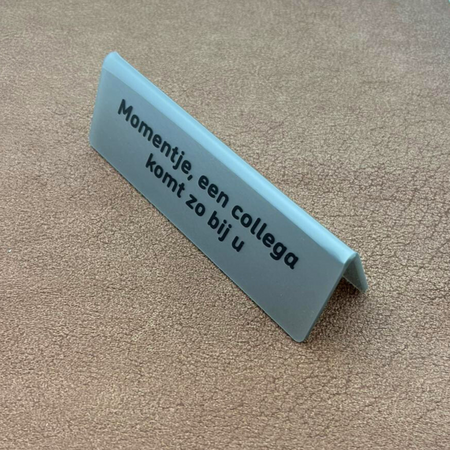 Momentje, een collega
komt zo bij u